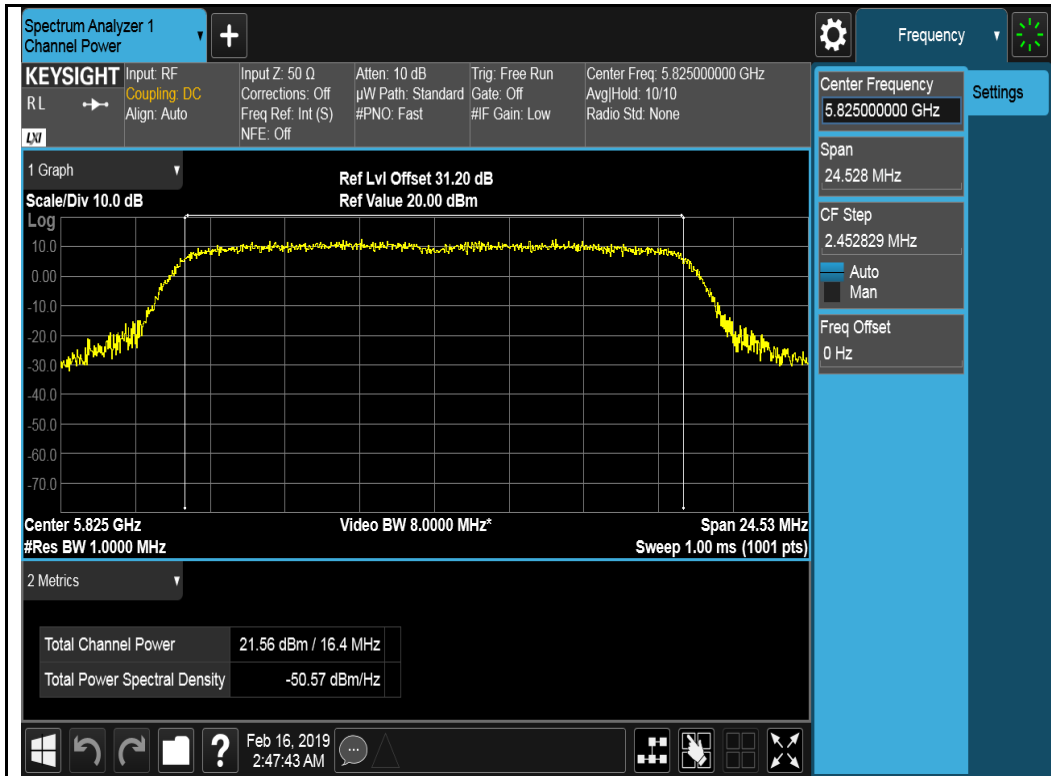 Spectrum Analyzer 1
Channel Power
+
Frequency
KEYSIGHT
R L
LXI
Input: RF
Coupling: DC
Align: Auto
Input Z: 50 Ω
Corrections: Off
Freq Ref: Int (S)
NFE: Off
Atten: 10 dB
µW Path: Standard
#PNO: Fast
Trig: Free Run
Gate: Off
#IF Gain: Low
Center Freq: 5.825000000 GHz
Avg|Hold: 10/10
Radio Std: None
Center Frequency
5.825000000 GHz
Settings
Span
24.528 MHz
CF Step
2.452829 MHz
Auto
Man
Freq Offset
0 Hz
1 Graph
Scale/Div 10.0 dB
Ref Lvl Offset 31.20 dB
Ref Value 20.00 dBm
Log
10.0
0.00
-10.0
-20.0
-30.0
-40.0
-50.0
-60.0
-70.0
Center 5.825 GHz
#Res BW 1.0000 MHz
Video BW 8.0000 MHz*
Span 24.53 MHz
Sweep 1.00 ms (1001 pts)
2 Metrics
Total Channel Power 21.56 dBm / 16.4 MHz
Total Power Spectral Density -50.57 dBm/Hz
?
Feb 16, 2019
2:47:43 AM